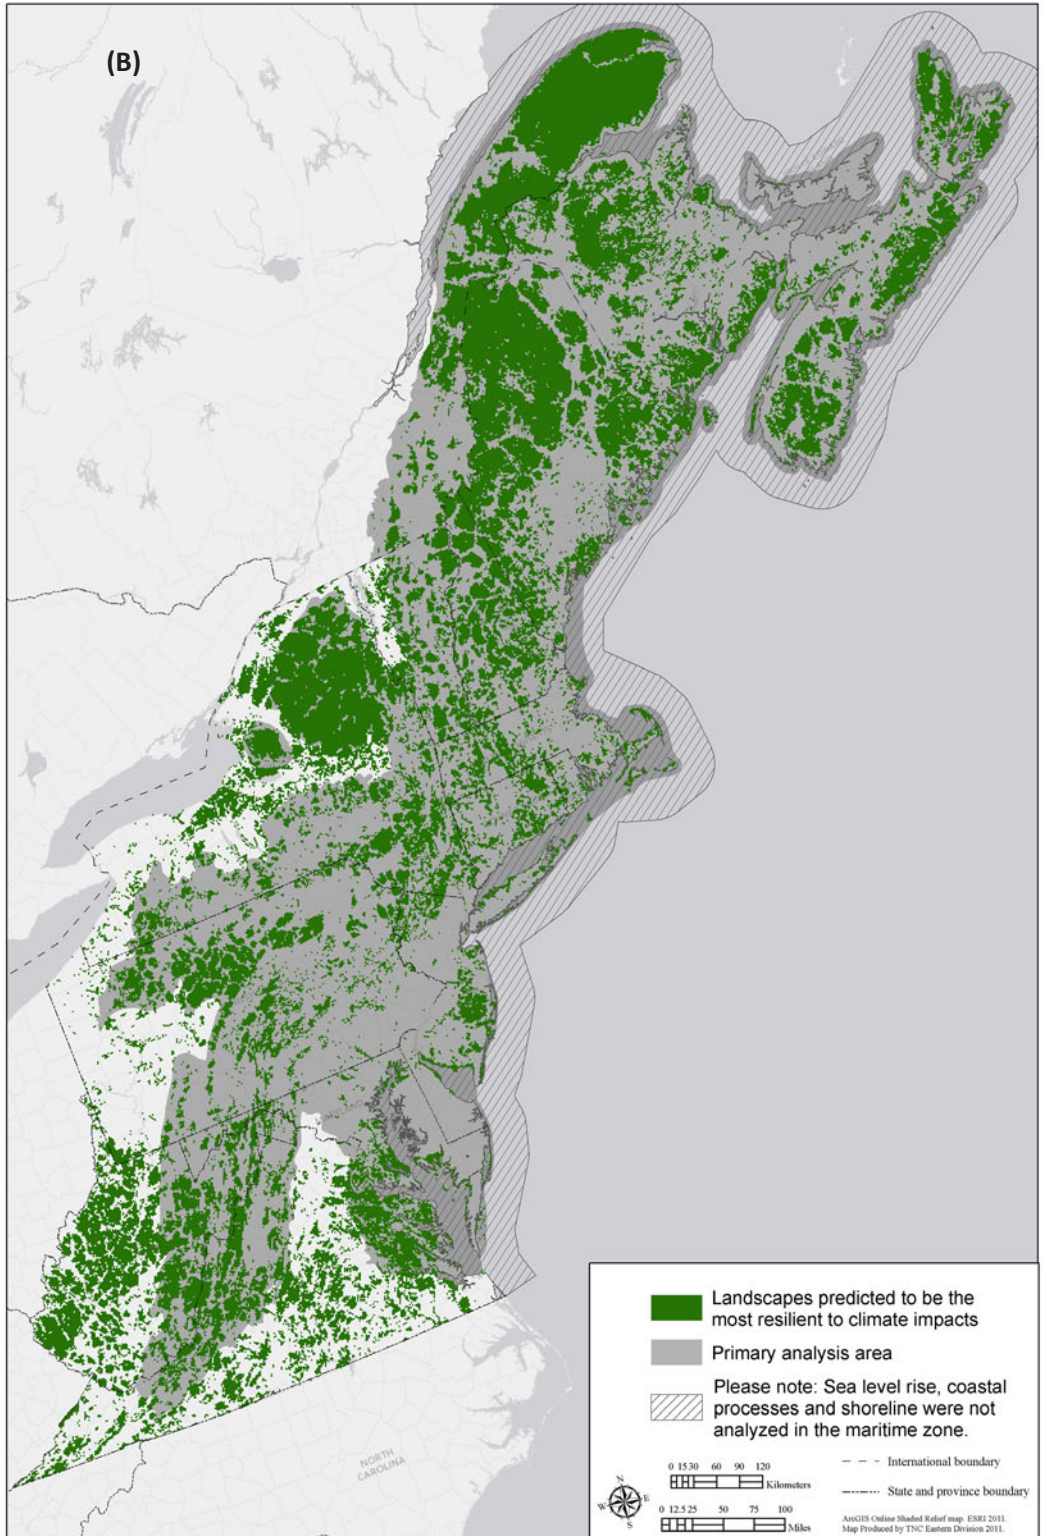 (B)
NORTH
CAROLINA
Landscapes predicted to be the
most resilient to climate impacts
Primary analysis area
Please note: Sea level rise, coastal
processes and shoreline were not
analyzed in the maritime zone.
International boundary
State and province boundary
N
W E
S
0 15 30 60 90 120
Kilometers
0 12.5 25 50 75 100
Miles
ArcGIS Online Shaded Relief map. ESRI 2011.
Map Produced by TNC Eastern Division 2011.